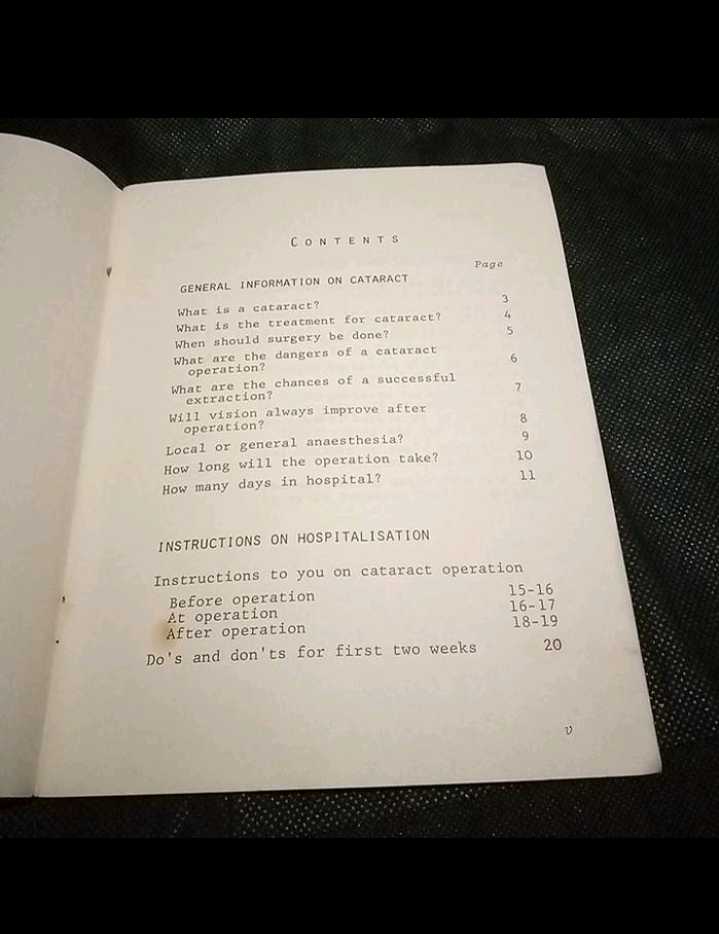 CONTENTS
Page
GENERAL INFORMATION ON CATARACT
What is a cataract? 3
What is the treatment for cataract? 4
When should surgery be done? 5
What are the dangers of a cataract
operation? 6
What are the chances of a successful
extraction? 7
Will vision always improve after
operation? 8
Local or general anaesthesia? 9
How long will the operation take? 10
How many days in hospital? 11
INSTRUCTIONS ON HOSPITALISATION
Instructions to you on cataract operation
Before operation 15-16
At operation 16-17
After operation 18-19
Do's and don'ts for first two weeks 20
v